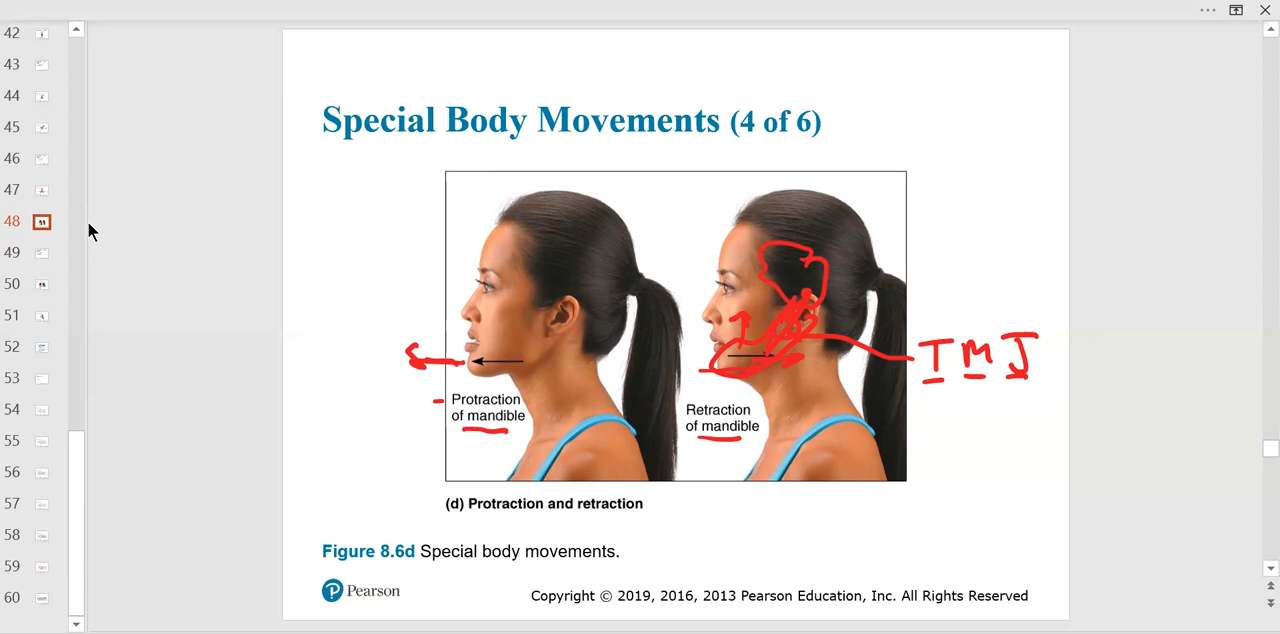 42
43
44
45
46
47
48
49
50
51
52
53
54
55
56
57
58
59
60
Special Body Movements (4 of 6)
TMJ
Protraction
of mandible
Retraction
of mandible
(d) Protraction and retraction
Figure 8.6d Special body movements.
Pearson
Copyright © 2019, 2016, 2013 Pearson Education, Inc. All Rights Reserved